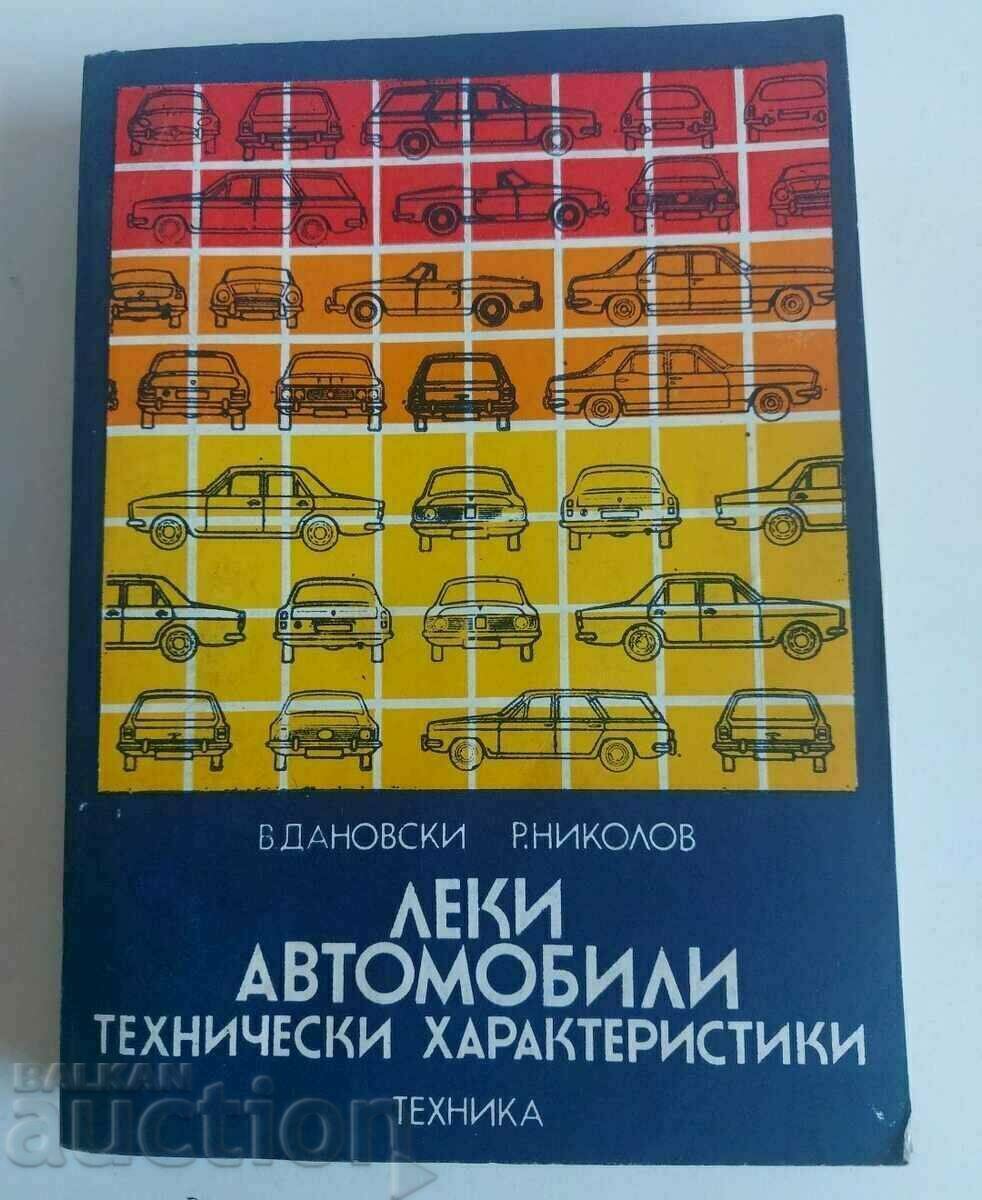 В. ДАНОВСКИ Р. НИКОЛОВ
ЛЕКИ
АВТОМОБИЛИ
ТЕХНИЧЕСКИ ХАРАКТЕРИСТИКИ
ТЕХНИКА
BALKAN
auction